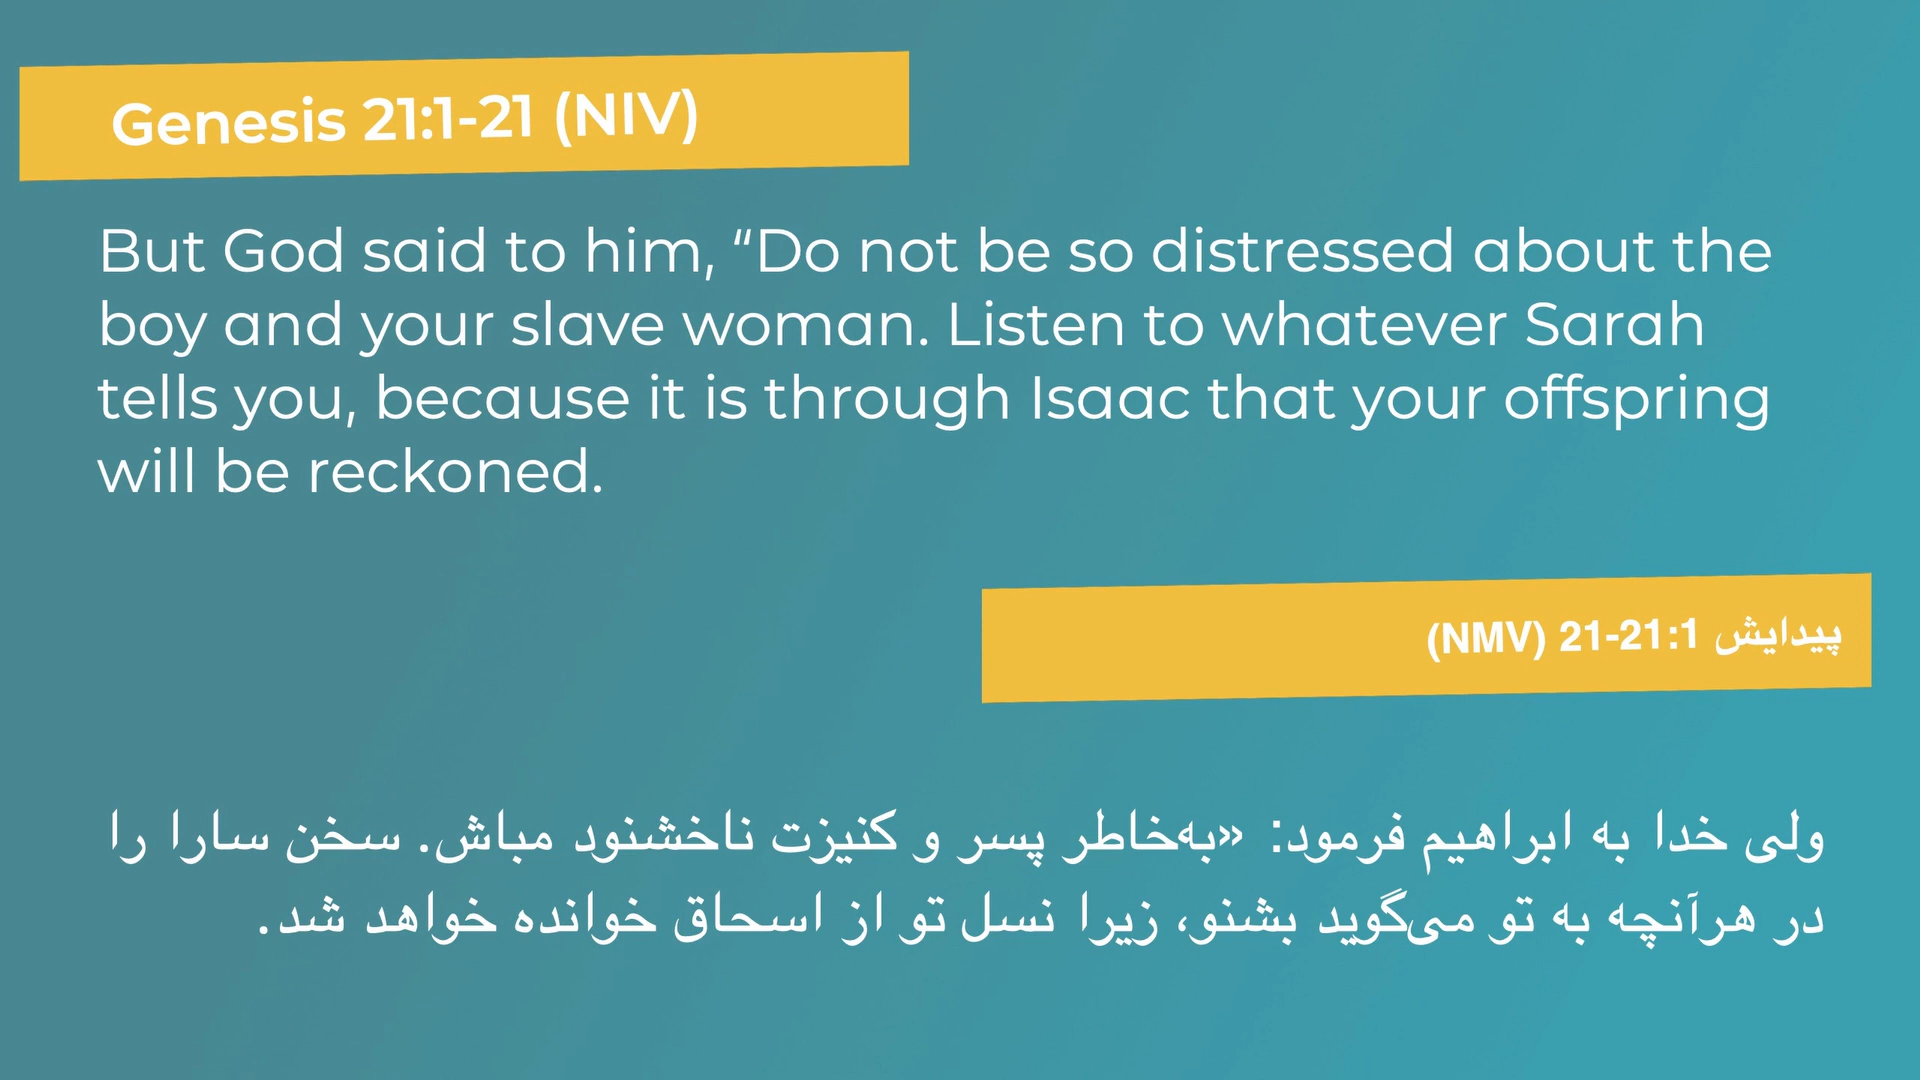 Genesis 21:1-21 (NIV)
But God said to him, “Do not be so distressed about the
boy and your slave woman. Listen to whatever Sarah
tells you, because it is through Isaac that your offspring
will be reckoned.
پیدایش 21:1-21 (NMV)
ولی خدا به ابراهیم فرمود: «به‌خاطر پسر و کنیزت ناخشنود مباش. سخن سارا را
در هرآنچه به تو می‌گوید بشنو، زیرا نسل تو از اسحاق خوانده خواهد شد.